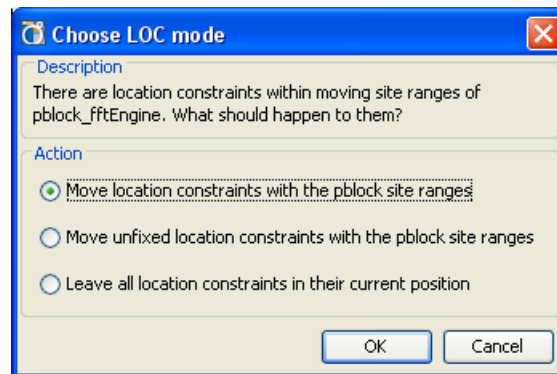 Choose LOC mode
Description
There are location constraints within moving site ranges of
pblock_fftEngine. What should happen to them?
Action
Move location constraints with the pblock site ranges
Move unfixed location constraints with the pblock site ranges
Leave all location constraints in their current position
OK
Cancel